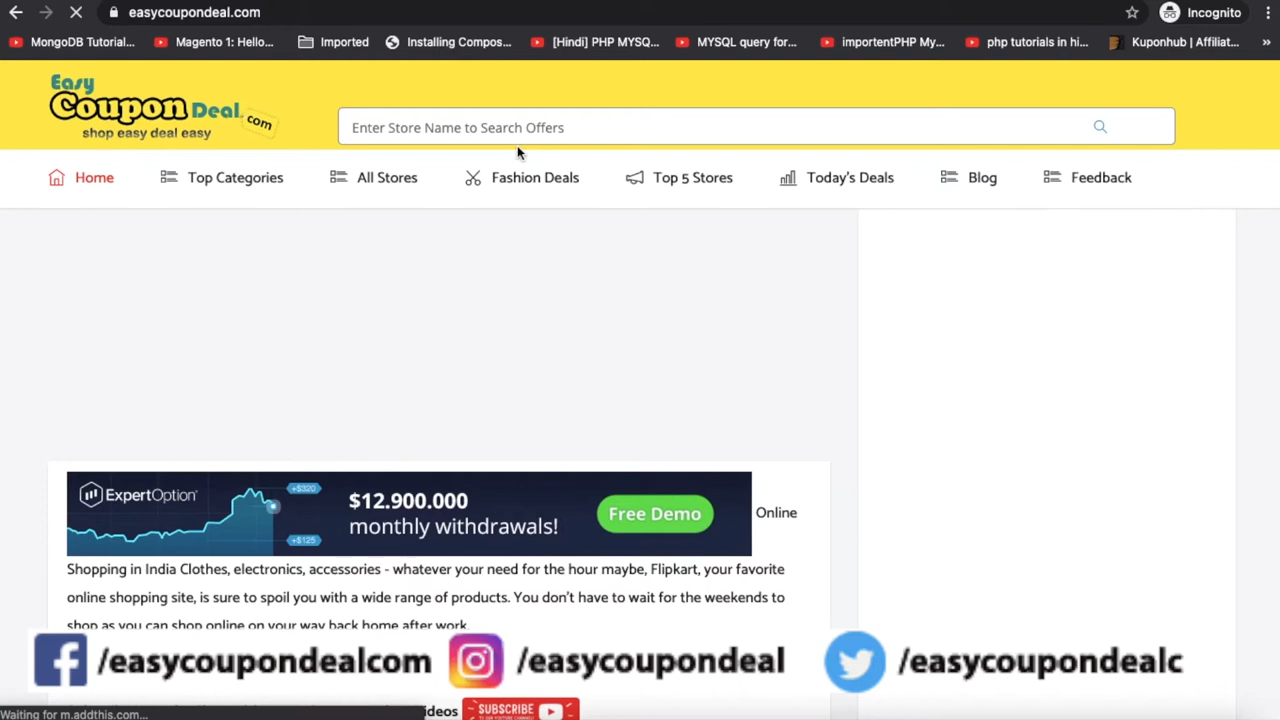 easycoupondeal.com
Incognito
MongoDB Tutorial...
Magento 1: Hello...
Imported
Installing Compos...
[Hindi] PHP MYSQ...
MYSQL query for...
importentPHP My...
php tutorials in hi...
Kuponhub | Affiliat...
»
Easy
Coupon Deal.com
shop easy deal easy
Enter Store Name to Search Offers
Home
Top Categories
All Stores
Fashion Deals
Top 5 Stores
Today's Deals
Blog
Feedback
ExpertOption
+$320
+$125
$12.900.000
monthly withdrawals!
Free Demo
Online
Shopping in India Clothes, electronics, accessories - whatever your need for the hour maybe, Flipkart, your favorite
online shopping site, is sure to spoil you with a wide range of products. You don't have to wait for the weekends to
shop as you can shop online on your way back home after work.
/easycoupondealcom
/easycoupondeal
/easycoupondealc
Waiting for m.addthis.com...
deos
SUBSCRIBE